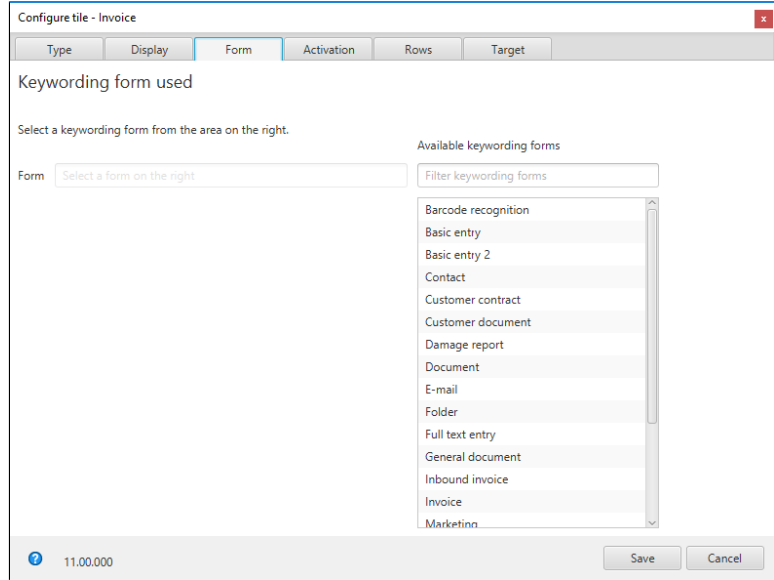 Configure tile - Invoice
x
Type Display Form Activation Rows Target
Keywording form used
Select a keywording form from the area on the right.
Available keywording forms
Form Select a form on the right Filter keywording forms
Barcode recognition
Basic entry
Basic entry 2
Contact
Customer contract
Customer document
Damage report
Document
E-mail
Folder
Full text entry
General document
Inbound invoice
Invoice
Marketing
? 11.00.000 Save Cancel